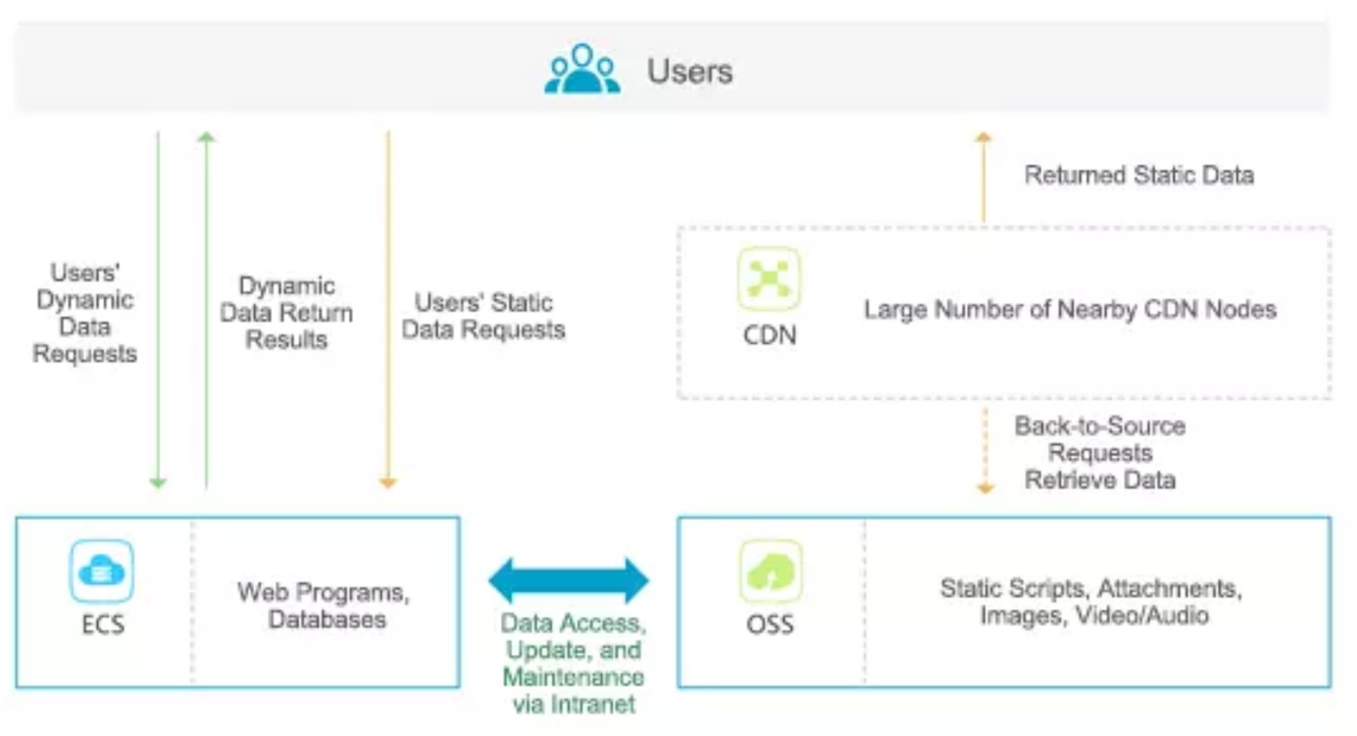 Users
Users'
Dynamic
Data
Requests
Dynamic
Data Return
Results
Users' Static
Data Requests
Returned Static Data
CDN
Large Number of Nearby CDN Nodes
Back-to-Source
Requests
Retrieve Data
ECS
Web Programs,
Databases
Data Access,
Update, and
Maintenance
via Intranet
OSS
Static Scripts, Attachments,
Images, Video/Audio